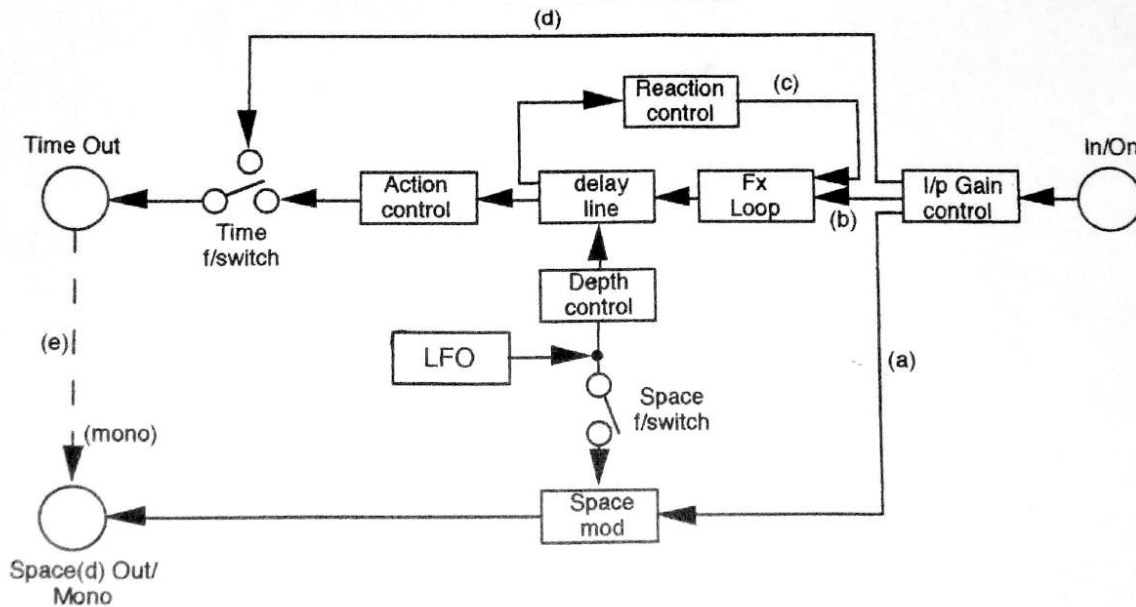 (d)
Reaction
control
(c)
Time Out
In/On
Action
control
delay
line
Fx
Loop
I/p Gain
control
(b)
Time
f/switch
Depth
control
(e)
LFO
(a)
Space
f/switch
(mono)
Space
mod
Space(d) Out/
Mono